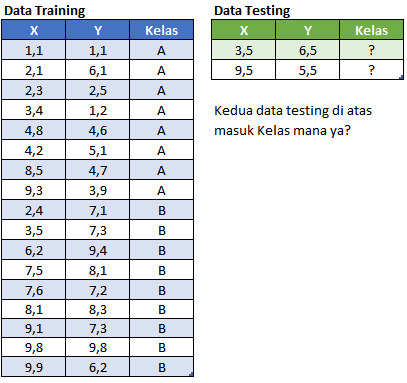 Data Training
X Y Kelas
1,1 1,1 A
2,1 6,1 A
2,3 2,5 A
3,4 1,2 A
4,8 4,6 A
4,2 5,1 A
8,5 4,7 A
9,3 3,9 A
2,4 7,1 B
3,5 7,3 B
6,2 9,4 B
7,5 8,1 B
7,6 7,2 B
8,1 8,3 B
9,1 7,3 B
9,8 9,8 B
9,9 6,2 B
Data Testing
X Y Kelas
3,5 6,5 ?
9,5 5,5 ?
Kedua data testing di atas
masuk Kelas mana ya?